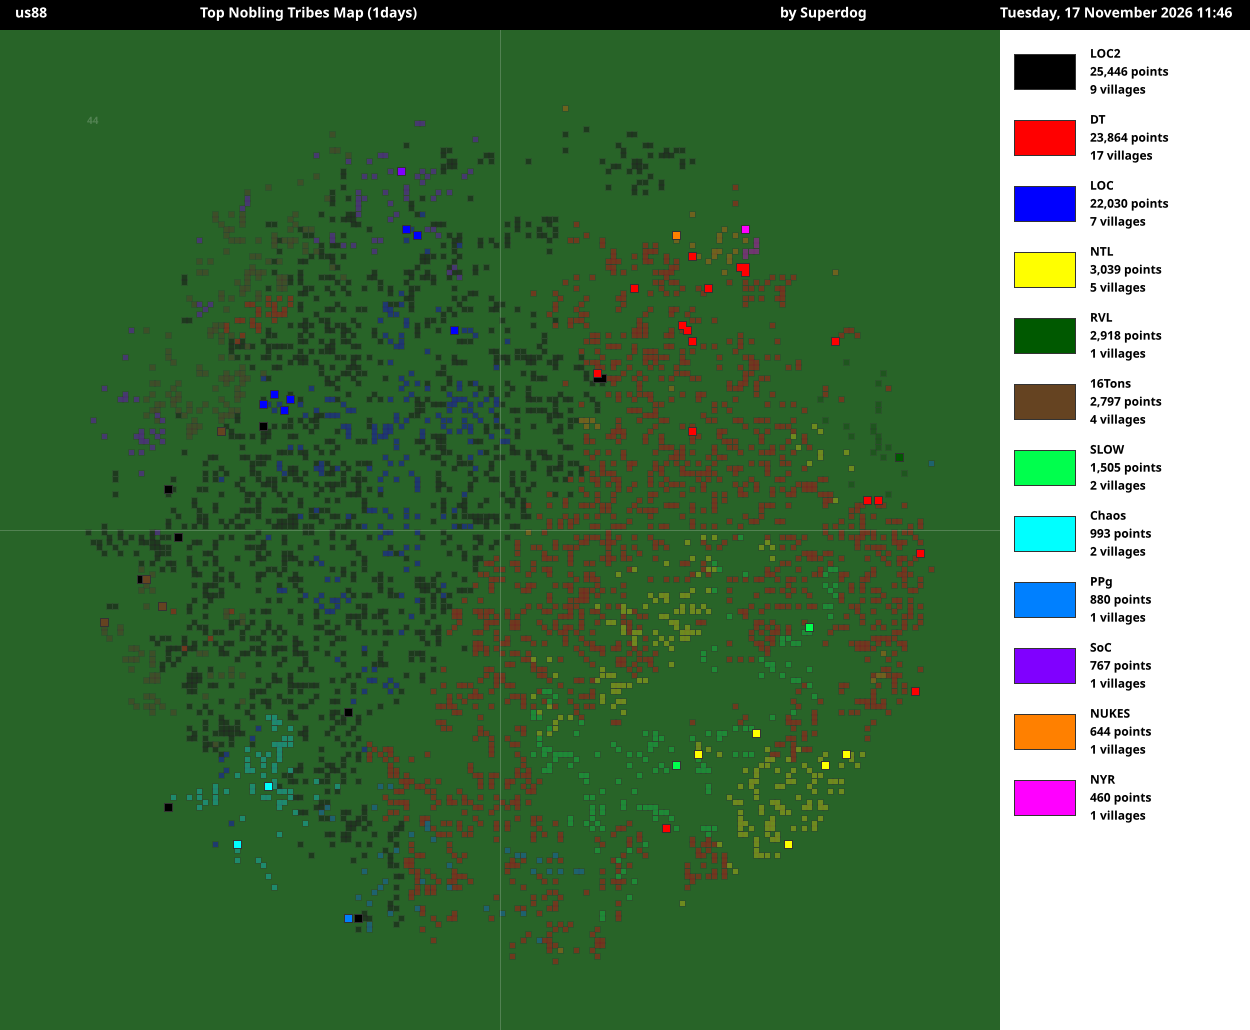 us88 Top Nobling Tribes Map (1days) by Superdog Tuesday, 17 November 2026 11:46
44
LOC2
25,446 points
9 villages
DT
23,864 points
17 villages
LOC
22,030 points
7 villages
NTL
3,039 points
5 villages
RVL
2,918 points
1 villages
16Tons
2,797 points
4 villages
SLOW
1,505 points
2 villages
Chaos
993 points
2 villages
PPg
880 points
1 villages
SoC
767 points
1 villages
NUKES
644 points
1 villages
NYR
460 points
1 villages